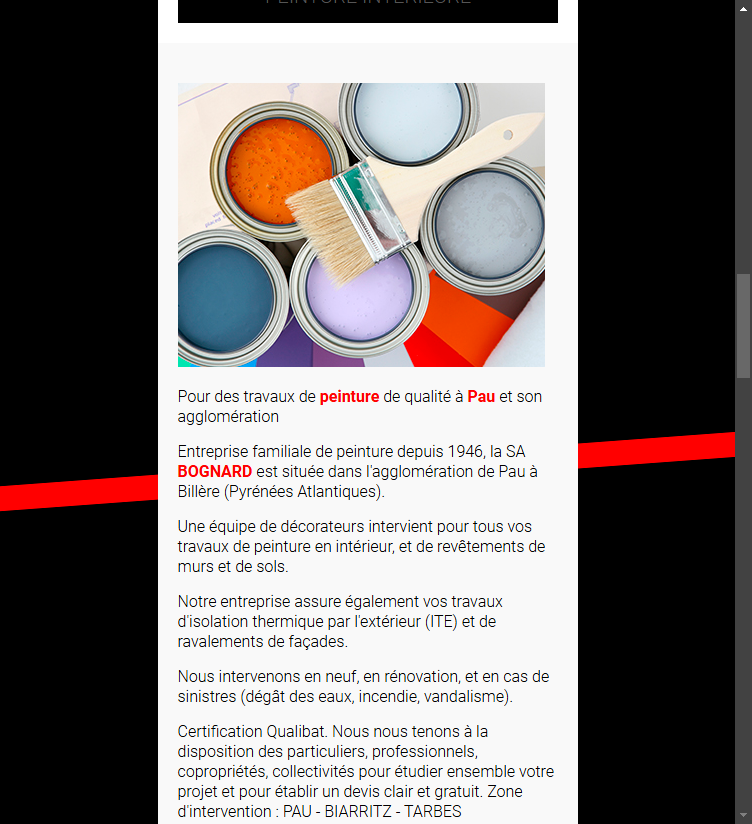 PEINTURE INTÉRIEURE
Pour des travaux de peinture de qualité à Pau et son
agglomération
Entreprise familiale de peinture depuis 1946, la SA
BOGNARD est située dans l'agglomération de Pau à
Billère (Pyrénées Atlantiques).
Une équipe de décorateurs intervient pour tous vos
travaux de peinture en intérieur, et de revêtements de
murs et de sols.
Notre entreprise assure également vos travaux
d'isolation thermique par l'extérieur (ITE) et de
ravalements de façades.
Nous intervenons en neuf, en rénovation, et en cas de
sinistres (dégât des eaux, incendie, vandalisme).
Certification Qualibat. Nous nous tenons à la
disposition des particuliers, professionnels,
copropriétés, collectivités pour étudier ensemble votre
projet et pour établir un devis clair et gratuit. Zone
d'intervention : PAU - BIARRITZ - TARBES